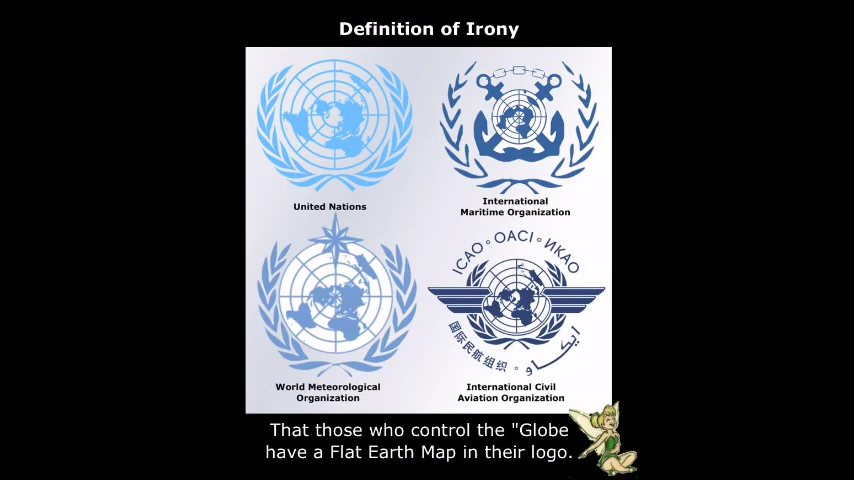 Definition of Irony
United Nations
International
Maritime Organization
ICAO ◦ OACI ◦ ИКАО
国际民航组织 ◦ ايكاو
World Meteorological
Organization
International Civil
Aviation Organization
That those who control the "Globe
have a Flat Earth Map in their logo.